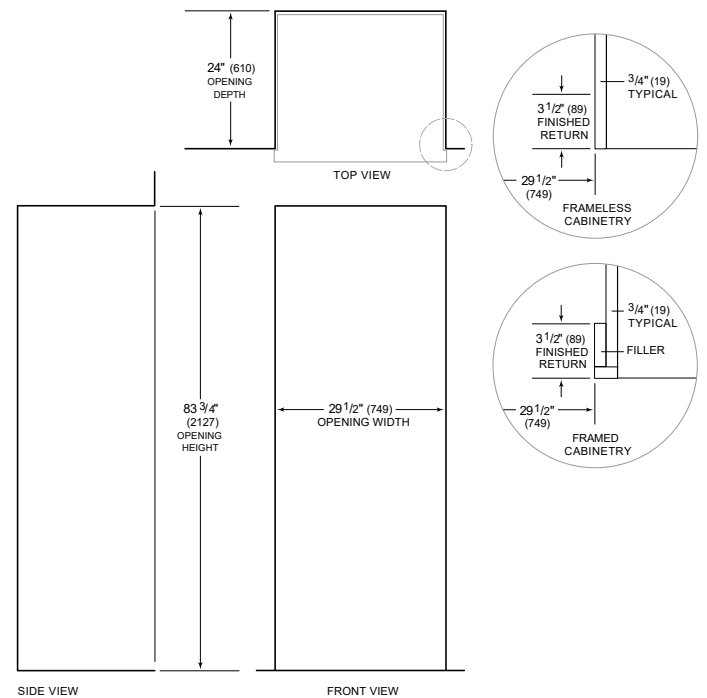 24" (610)
OPENING
DEPTH
TOP VIEW
3/4" (19)
TYPICAL
3 1/2" (89)
FINISHED
RETURN
29 1/2"
(749)
FRAMELESS
CABINETRY
3/4" (19)
TYPICAL
3 1/2" (89)
FINISHED
RETURN
FILLER
29 1/2"
(749)
FRAMED
CABINETRY
83 3/4"
(2127)
OPENING
HEIGHT
29 1/2" (749)
OPENING WIDTH
SIDE VIEW
FRONT VIEW